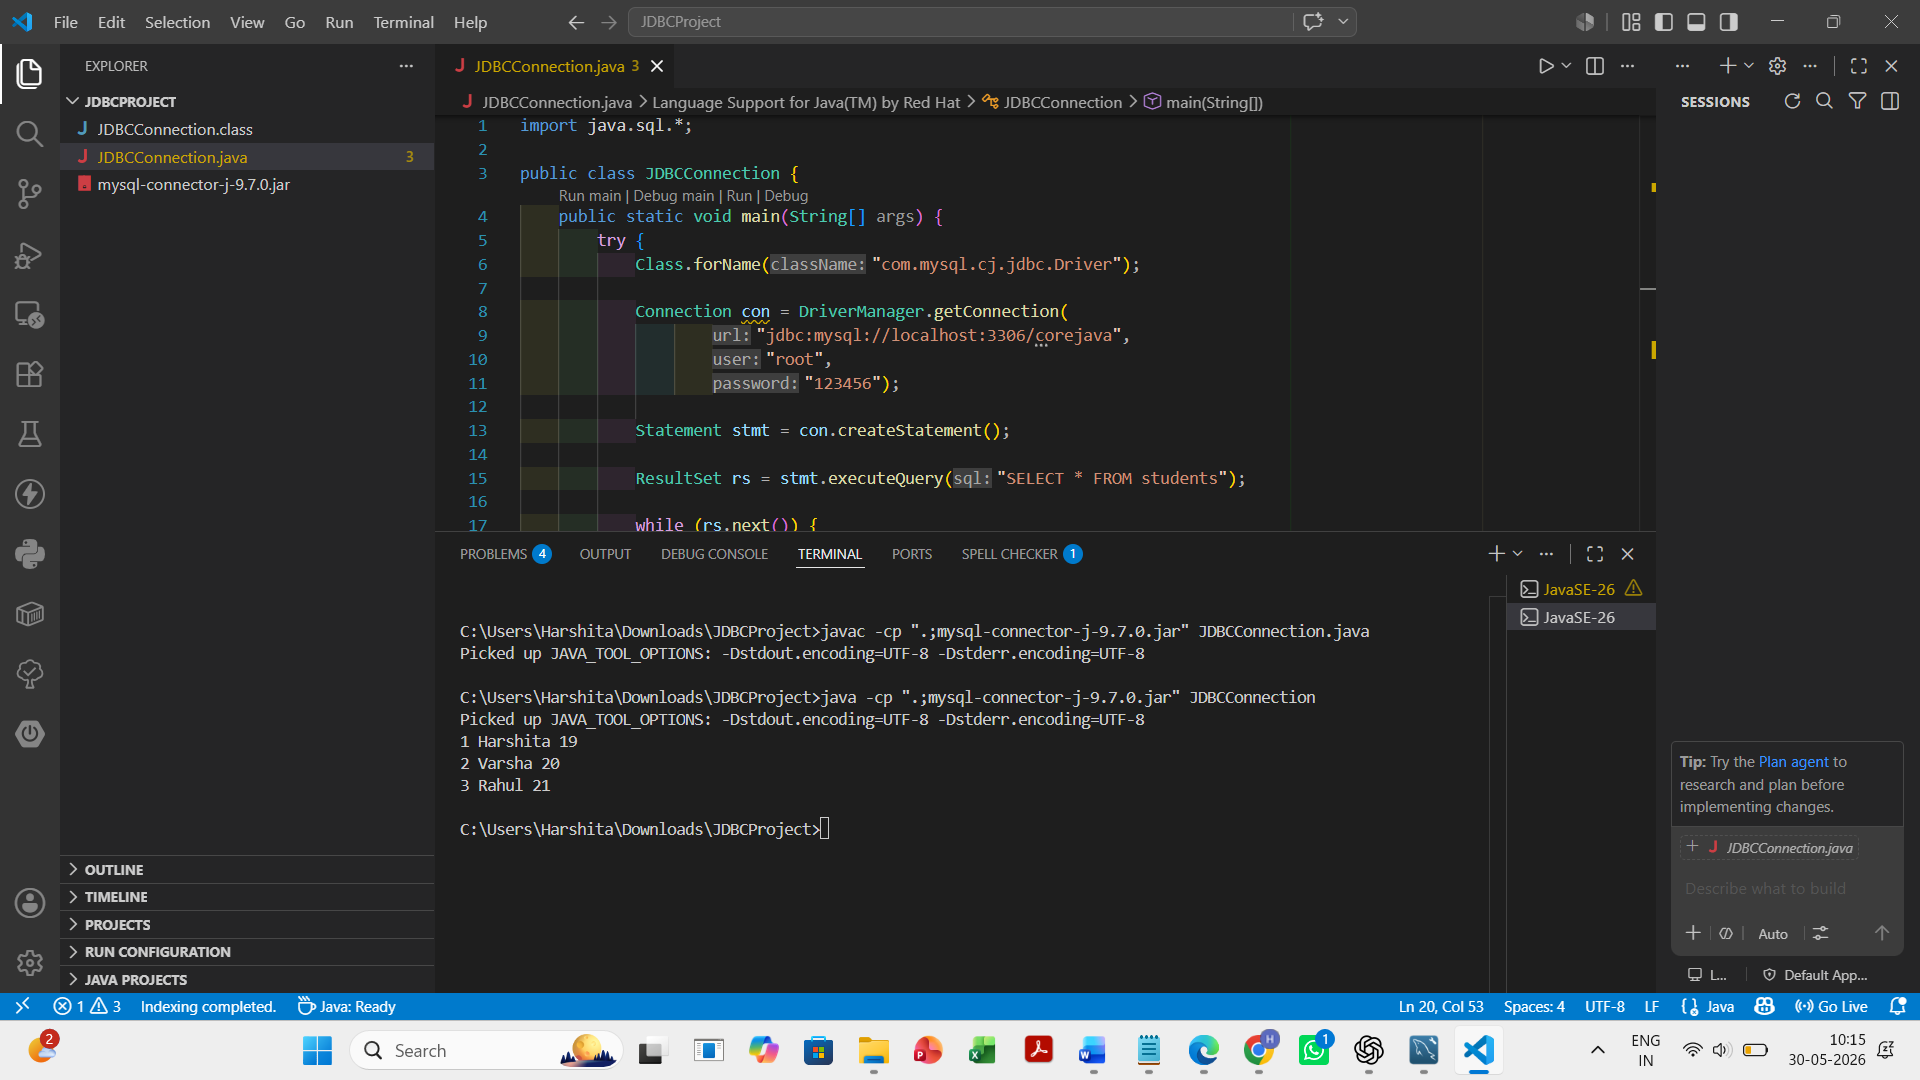 File Edit Selection View Go Run Terminal Help
JDBCProject
EXPLORER
JDBCPROJECT
JDBCConnection.class
JDBCConnection.java 3
mysql-connector-j-9.7.0.jar
OUTLINE
TIMELINE
PROJECTS
RUN CONFIGURATION
JAVA PROJECTS
JDBCConnection.java 3
JDBCConnection.java > Language Support for Java(TM) by Red Hat > JDBCConnection > main(String[])
1 import java.sql.*;
2
3 public class JDBCConnection {
Run main | Debug main | Run | Debug
4 public static void main(String[] args) {
5 try {
6 Class.forName(className: "com.mysql.cj.jdbc.Driver");
7
8 Connection con = DriverManager.getConnection(
9 url: "jdbc:mysql://localhost:3306/corejava",
10 user: "root",
11 password: "123456");
12
13 Statement stmt = con.createStatement();
14
15 ResultSet rs = stmt.executeQuery(sql: "SELECT * FROM students");
16
17 while (rs.next()) {
PROBLEMS 4 OUTPUT DEBUG CONSOLE TERMINAL PORTS SPELL CHECKER 1
C:\Users\Harshita\Downloads\JDBCProject>javac -cp ".;mysql-connector-j-9.7.0.jar" JDBCConnection.java
Picked up JAVA_TOOL_OPTIONS: -Dstdout.encoding=UTF-8 -Dstderr.encoding=UTF-8
C:\Users\Harshita\Downloads\JDBCProject>java -cp ".;mysql-connector-j-9.7.0.jar" JDBCConnection
Picked up JAVA_TOOL_OPTIONS: -Dstdout.encoding=UTF-8 -Dstderr.encoding=UTF-8
1 Harshita 19
2 Varsha 20
3 Rahul 21
C:\Users\Harshita\Downloads\JDBCProject>
JavaSE-26
JavaSE-26
SESSIONS
Tip: Try the Plan agent to
research and plan before
implementing changes.
JDBCConnection.java
Describe what to build
Auto
L... Default App...
1 3 Indexing completed. Java: Ready
Ln 20, Col 53 Spaces: 4 UTF-8 LF Java Go Live
2
Search
H
1
ENG
IN
10:15
30-05-2026